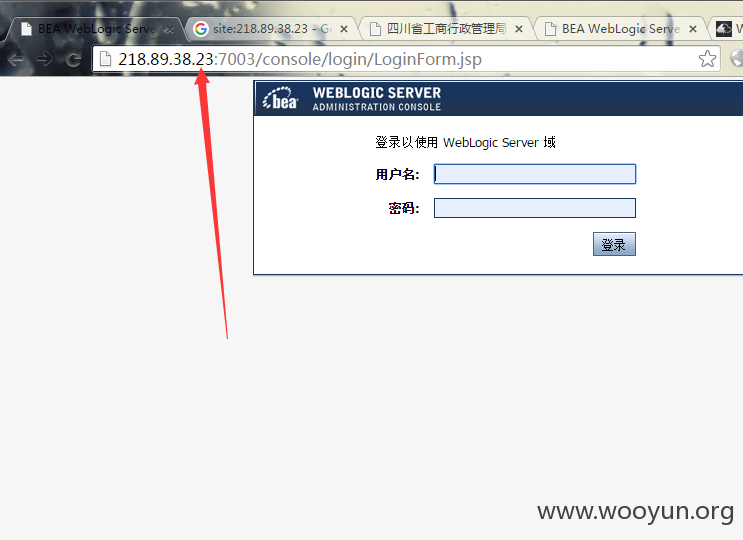 BEA WebLogic Serve
site:218.89.38.23 - Go
四川省工商行政管理局
BEA WebLogic Serve
W
218.89.38.23:7003/console/login/LoginForm.jsp
bea
WEBLOGIC SERVER
ADMINISTRATION CONSOLE
登录以使用 WebLogic Server 域
用户名:
密码:
登录
www.wooyun.org